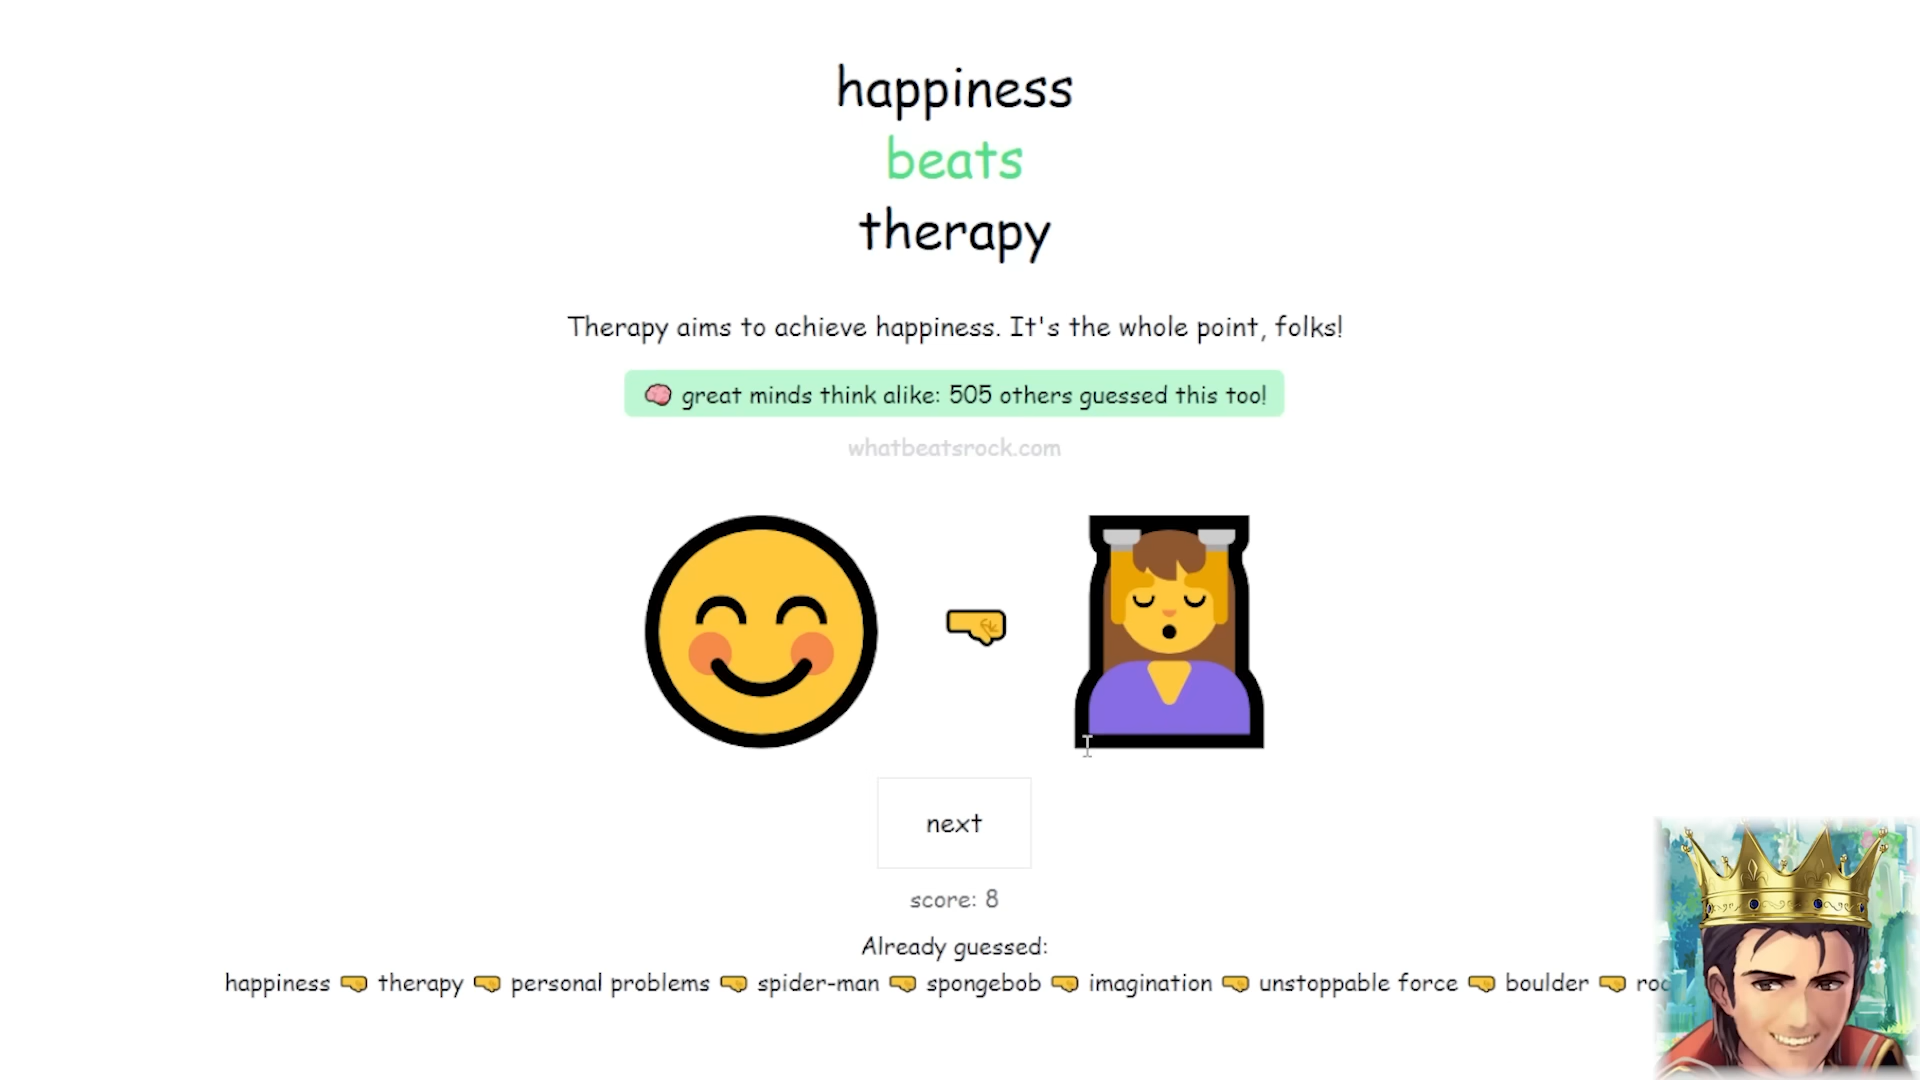 happiness
beats
therapy
Therapy aims to achieve happiness. It's the whole point, folks!
great minds think alike: 505 others guessed this too!
whatbeatsrock.com
next
score: 8
Already guessed:
happiness therapy personal problems spider-man spongebob imagination unstoppable force boulder